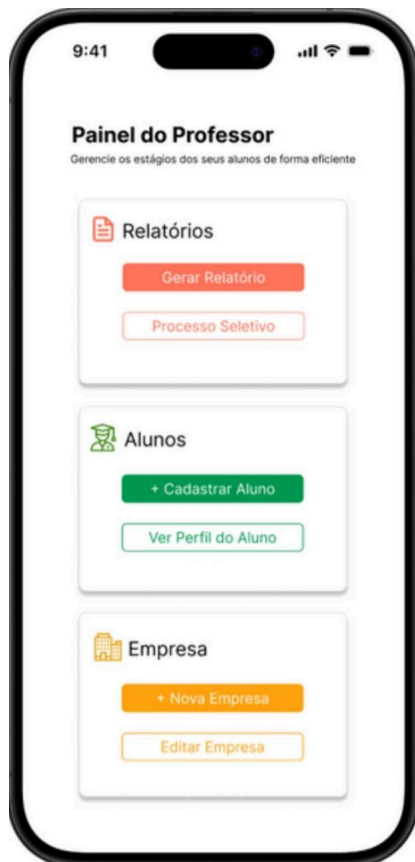 9:41
Painel do Professor
Gerencie os estágios dos seus alunos de forma eficiente
Relatórios
Gerar Relatório
Processo Seletivo
Alunos
+ Cadastrar Aluno
Ver Perfil do Aluno
Empresa
+ Nova Empresa
Editar Empresa